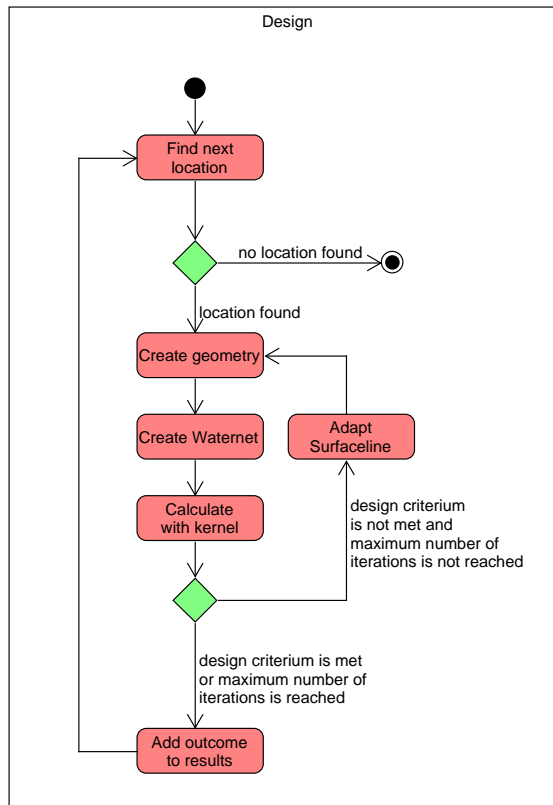 Design
Find next
location
no location found
location found
Create geometry
Create Waternet
Adapt
Surfaceline
Calculate
with kernel
design criterium
is not met and
maximum number of
iterations is not reached
design criterium is met
or maximum number of
iterations is reached
Add outcome
to results